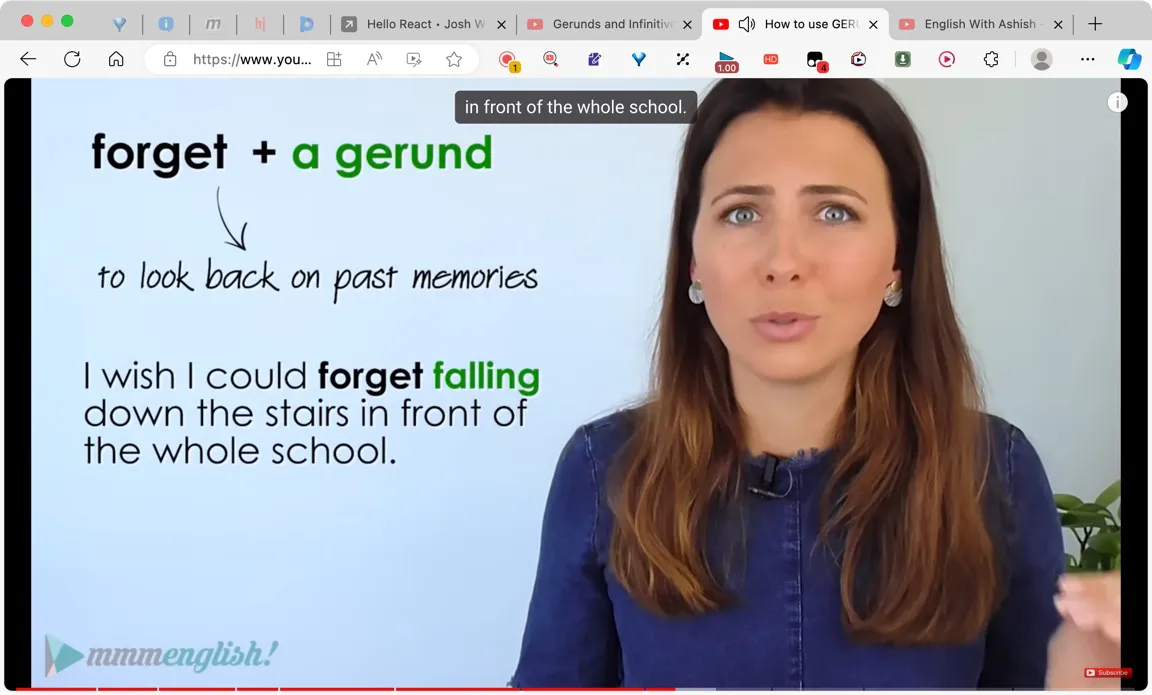 Hello React • Josh W
Gerunds and Infinitiv
How to use GERU
English With Ashish -
https://www.you...
1
1.00
HD
4
in front of the whole school.
forget + a gerund
to look back on past memories
I wish I could forget falling
down the stairs in front of
the whole school.
mmmenglish!
Subscribe